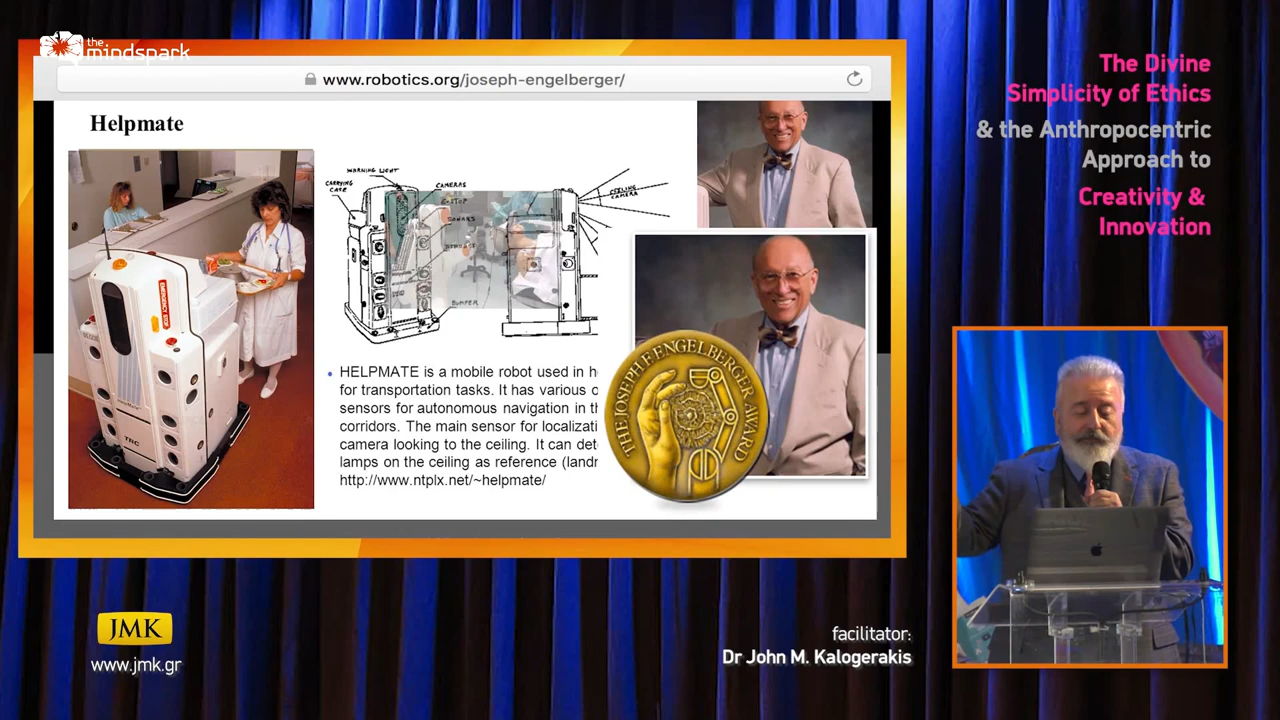 the
mindspark
www.robotics.org/joseph-engelberger/
Helpmate
WARNING LIGHT
CARRYING
CASE
CAMERAS
SONARS
BUMPER
CEILING
CAMERA
EMERGENCY STOP
TRC
• HELPMATE is a mobile robot used in h
for transportation tasks. It has various o
sensors for autonomous navigation in th
corridors. The main sensor for localizati
camera looking to the ceiling. It can det
lamps on the ceiling as reference (landr
http://www.ntplx.net/~helpmate/
THE JOSEPH F. ENGELBERGER AWARD
The Divine
Simplicity of Ethics
& the Anthropocentric
Approach to
Creativity &
Innovation
JMK
www.jmk.gr
facilitator:
Dr John M. Kalogerakis